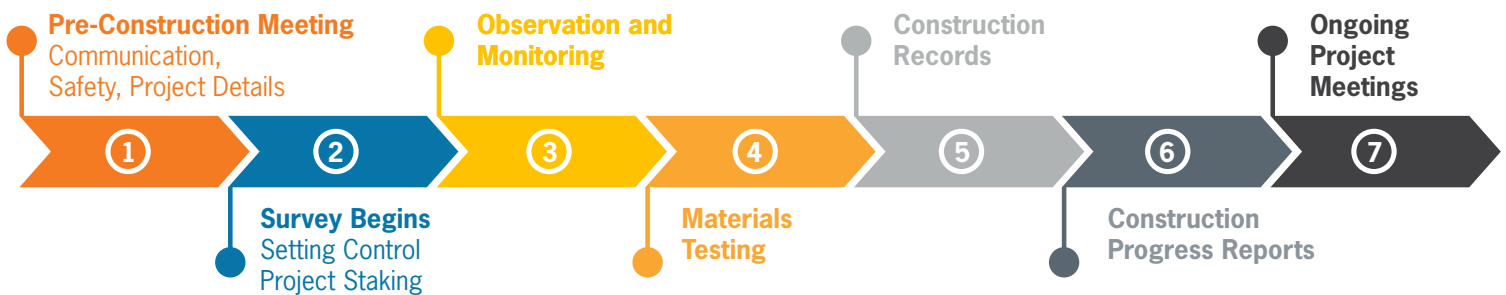 Pre-Construction Meeting
Communication,
Safety, Project Details
Observation and
Monitoring
Construction
Records
Ongoing
Project
Meetings
1
2
3
4
5
6
7
Survey Begins
Setting Control
Project Staking
Materials
Testing
Construction
Progress Reports